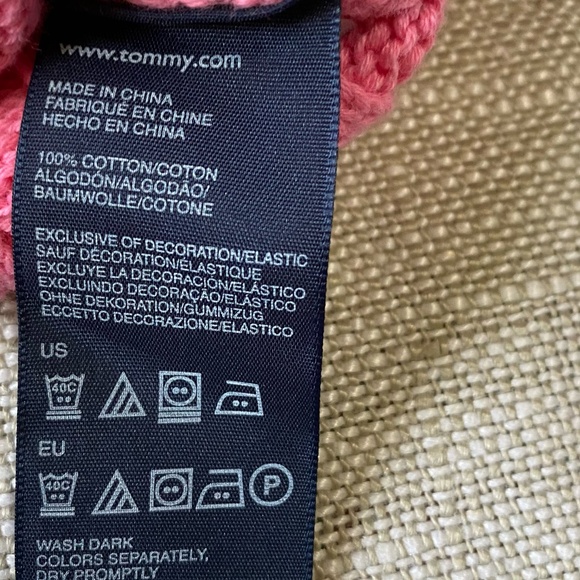 www.tommy.com
MADE IN CHINA
FABRIQUÉ EN CHINE
HECHO EN CHINA
100% COTTON/COTON
ALGODÓN/ALGODÃO/
BAUMWOLLE/COTONE
EXCLUSIVE OF DECORATION/ELASTIC
SAUF DÉCORATION/ÉLASTIQUE
EXCLUYE LA DECORACIÓN/ELÁSTICO
EXCLUINDO DECORAÇÃO/ELÁSTICO
OHNE DEKORATION/GUMMIZUG
ECCETTO DECORAZIONE/ELASTICO
US
40C
EU
40C P
WASH DARK
COLORS SEPARATELY,
DRY PROMPTLY